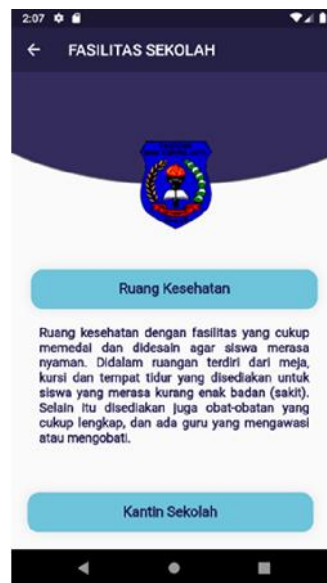 2:07
FASILITAS SEKOLAH
Ruang Kesehatan
Ruang kesehatan dengan fasilitas yang cukup
memedai dan didesain agar siswa merasa
nyaman. Didalam ruangan terdiri dari meja,
kursi dan tempat tidur yang disediakan untuk
siswa yang merasa kurang enak badan (sakit).
Selain itu disediakan juga obat-obatan yang
cukup lengkap, dan ada guru yang mengawasi
atau mengobati.
Kantin Sekolah